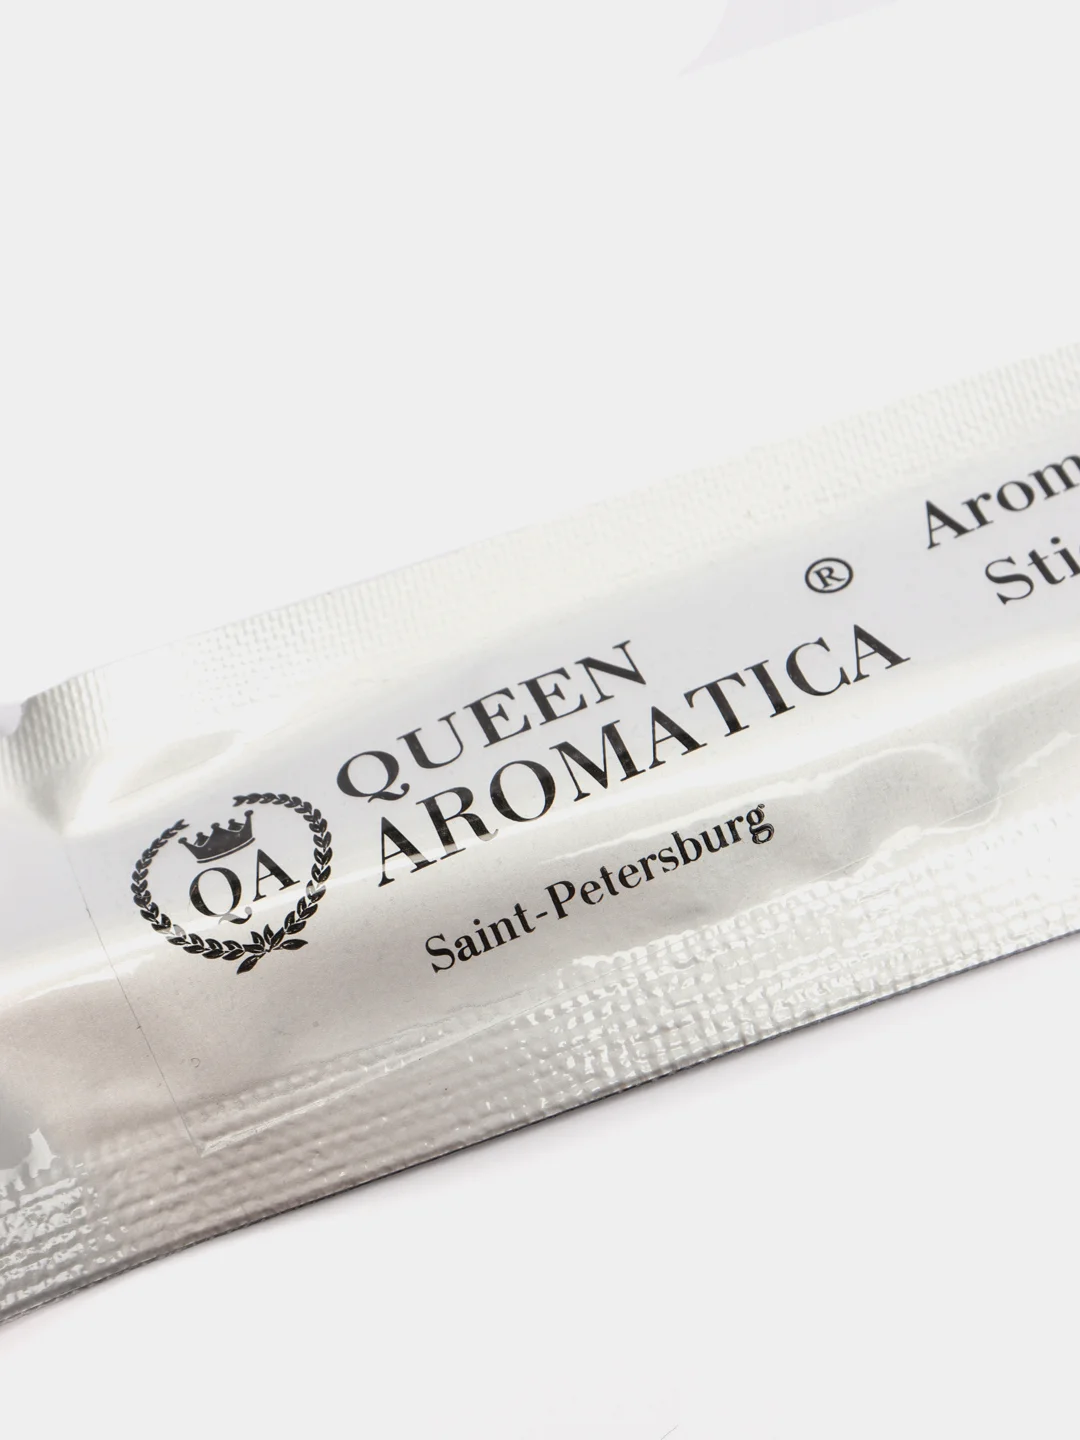 QA
QUEEN
AROMATICA
®
Saint-Petersburg